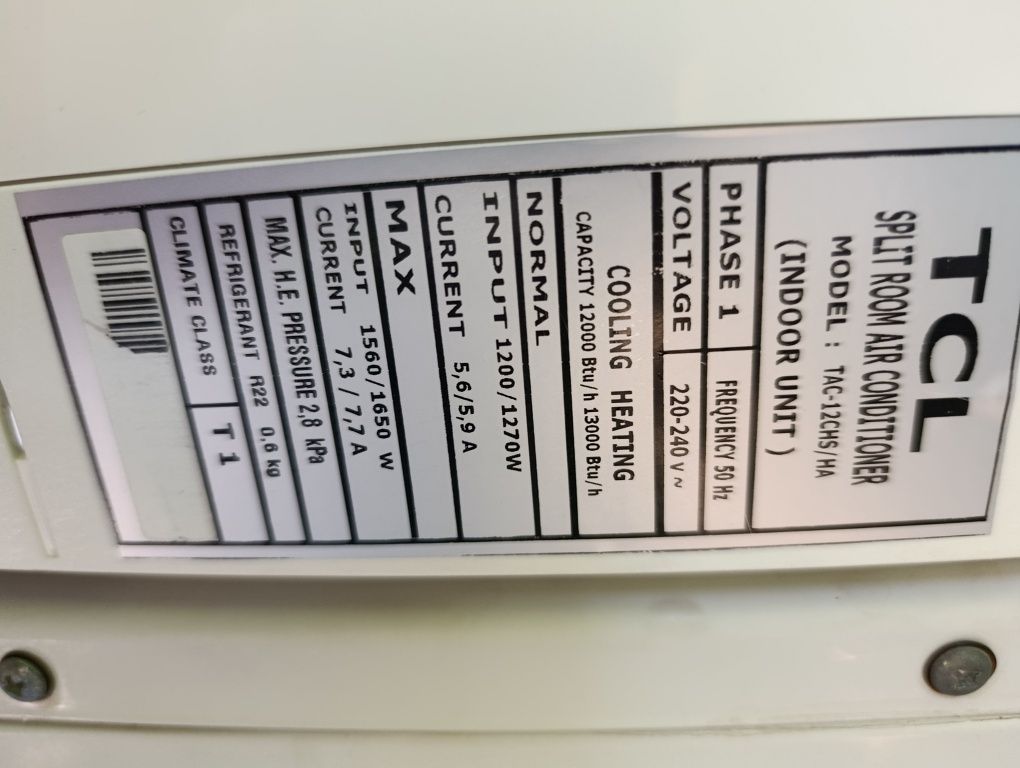 TCL
SPLIT ROOM AIR CONDITIONER
MODEL : TAC-12CHS/HA
(INDOOR UNIT)
PHASE 1 FREQUENCY 50 Hz
VOLTAGE 220-240 v ~
COOLING HEATING
CAPACITY 12000 Btu/h 13000 Btu/h
NORMAL
INPUT 1200/1270W
CURRENT 5,6/5,9 A
MAX
INPUT 1560/1650 W
CURRENT 7,3/7,7 A
MAX. H.E. PRESSURE 2,8 kPa
REFRIGERANT R22 0,6 kg
CLIMATE CLASS T 1